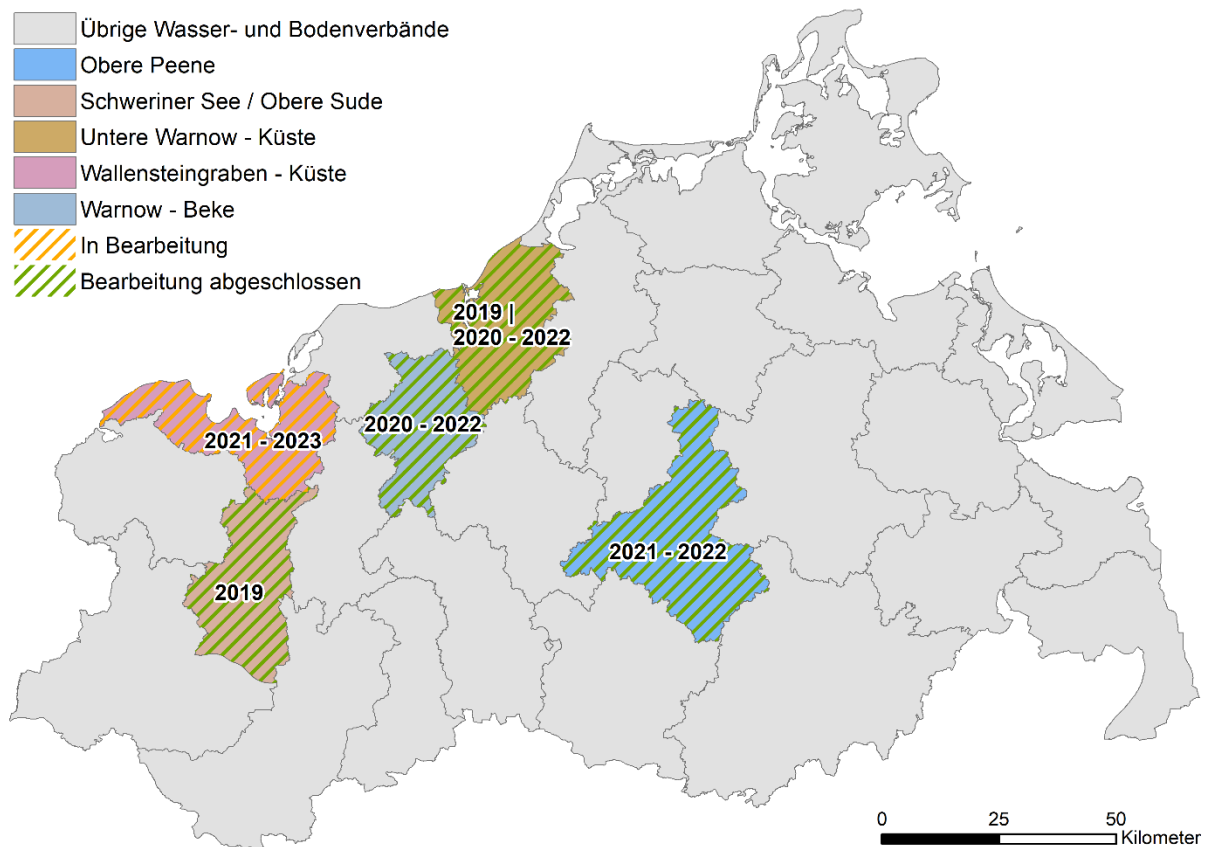 Übrige Wasser- und Bodenverbände
Obere Peene
Schweriner See / Obere Sude
Untere Warnow - Küste
Wallensteingraben - Küste
Warnow - Beke
In Bearbeitung
Bearbeitung abgeschlossen
2019 |
2020 - 2022
2020 - 2022
2021 - 2023
2021 - 2022
2019
0 25 50
Kilometer